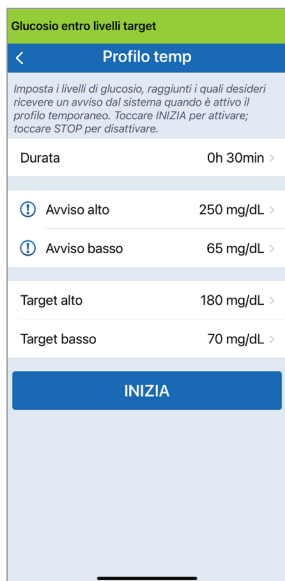 Glucosio entro livelli target
Profilo temp
Imposta i livelli di glucosio, raggiunti i quali desideri
ricevere un avviso dal sistema quando è attivo il
profilo temporaneo. Toccare INIZIA per attivare;
toccare STOP per disattivare.
Durata 0h 30min
Avviso alto 250 mg/dL
Avviso basso 65 mg/dL
Target alto 180 mg/dL
Target basso 70 mg/dL
INIZIA